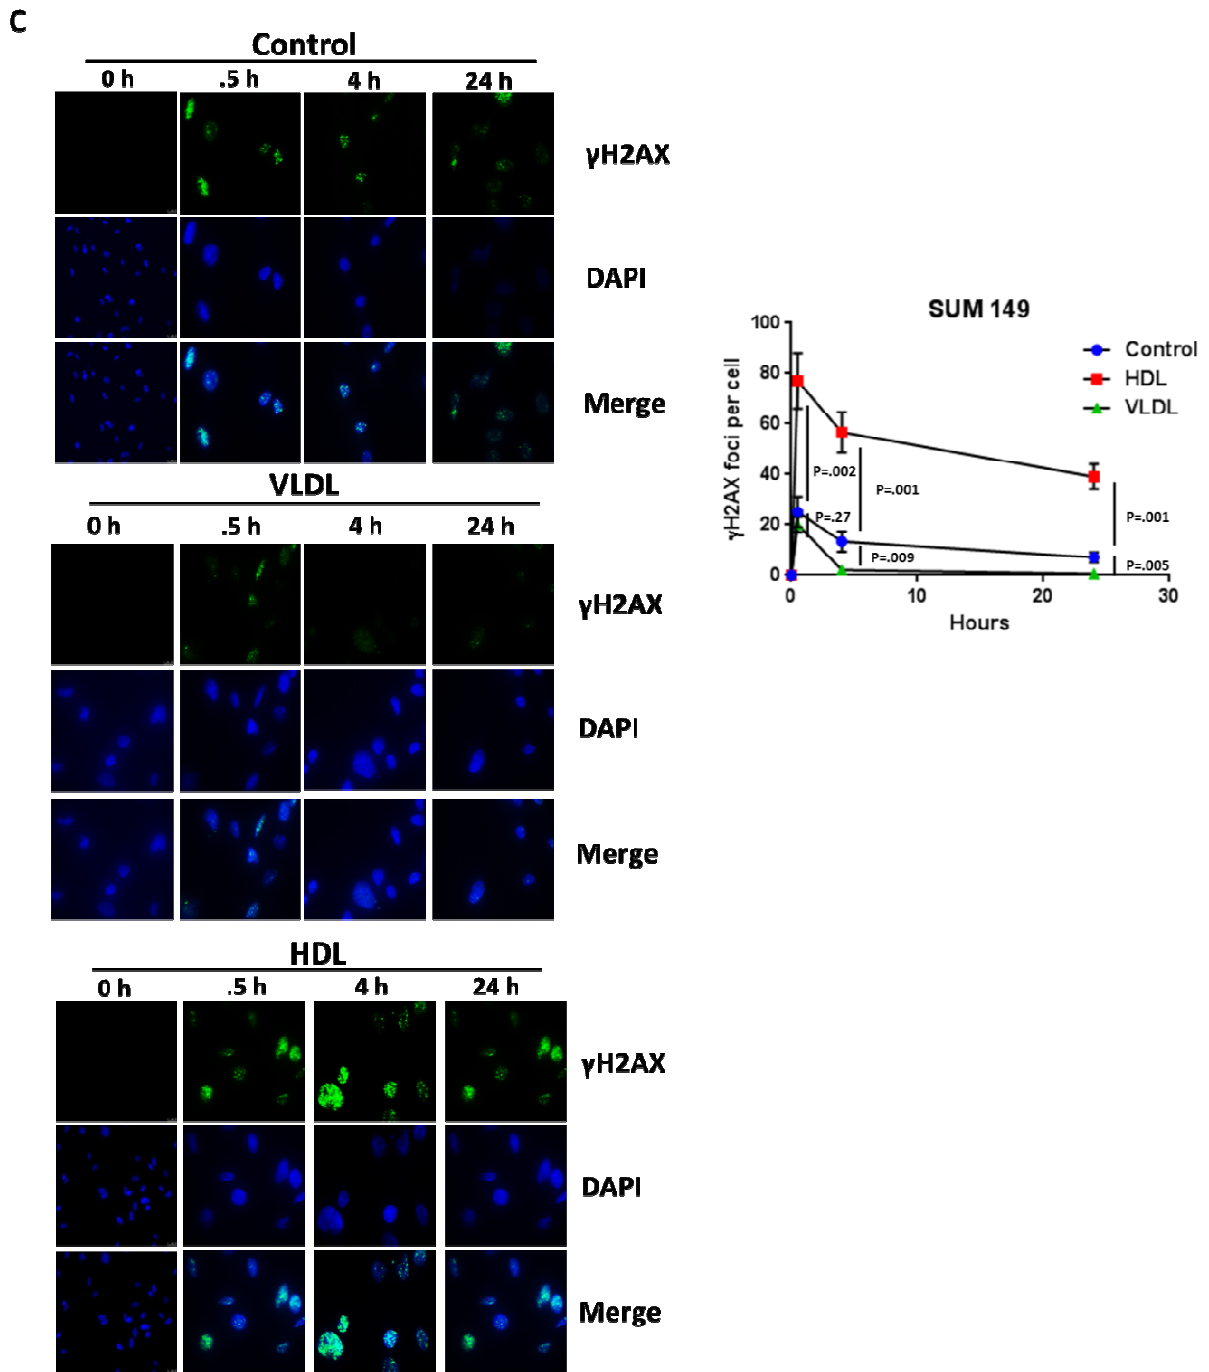 C
Control
0 h .5 h 4 h 24 h
γH2AX
DAPI
Merge
VLDL
0 h .5 h 4 h 24 h
γH2AX
DAPI
Merge
HDL
0 h .5 h 4 h 24 h
γH2AX
DAPI
Merge
SUM 149
γH2AX foci per cell
100
80
60
40
20
0
0 10 20 30
Hours
Control
HDL
VLDL
P=.002
P=.001
P=.27
P=.009
P=.001
P=.005